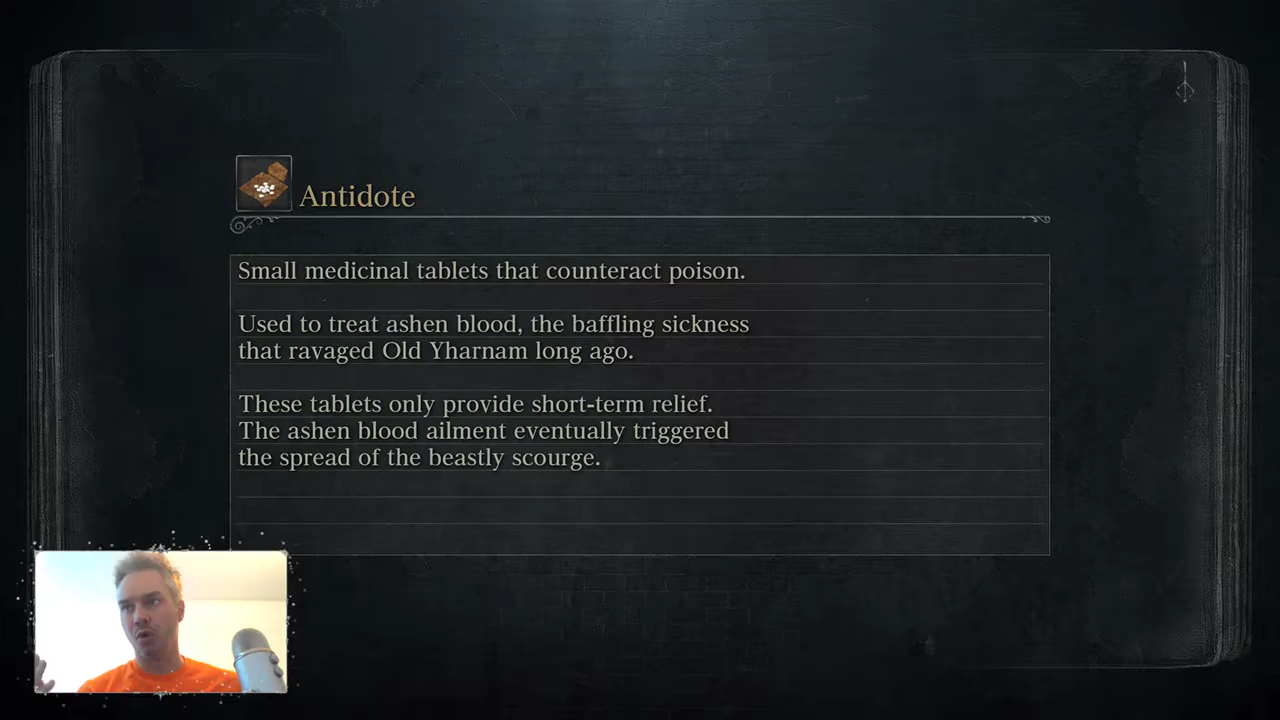 Antidote
Small medicinal tablets that counteract poison.
Used to treat ashen blood, the baffling sickness
that ravaged Old Yharnam long ago.
These tablets only provide short-term relief.
The ashen blood ailment eventually triggered
the spread of the beastly scourge.